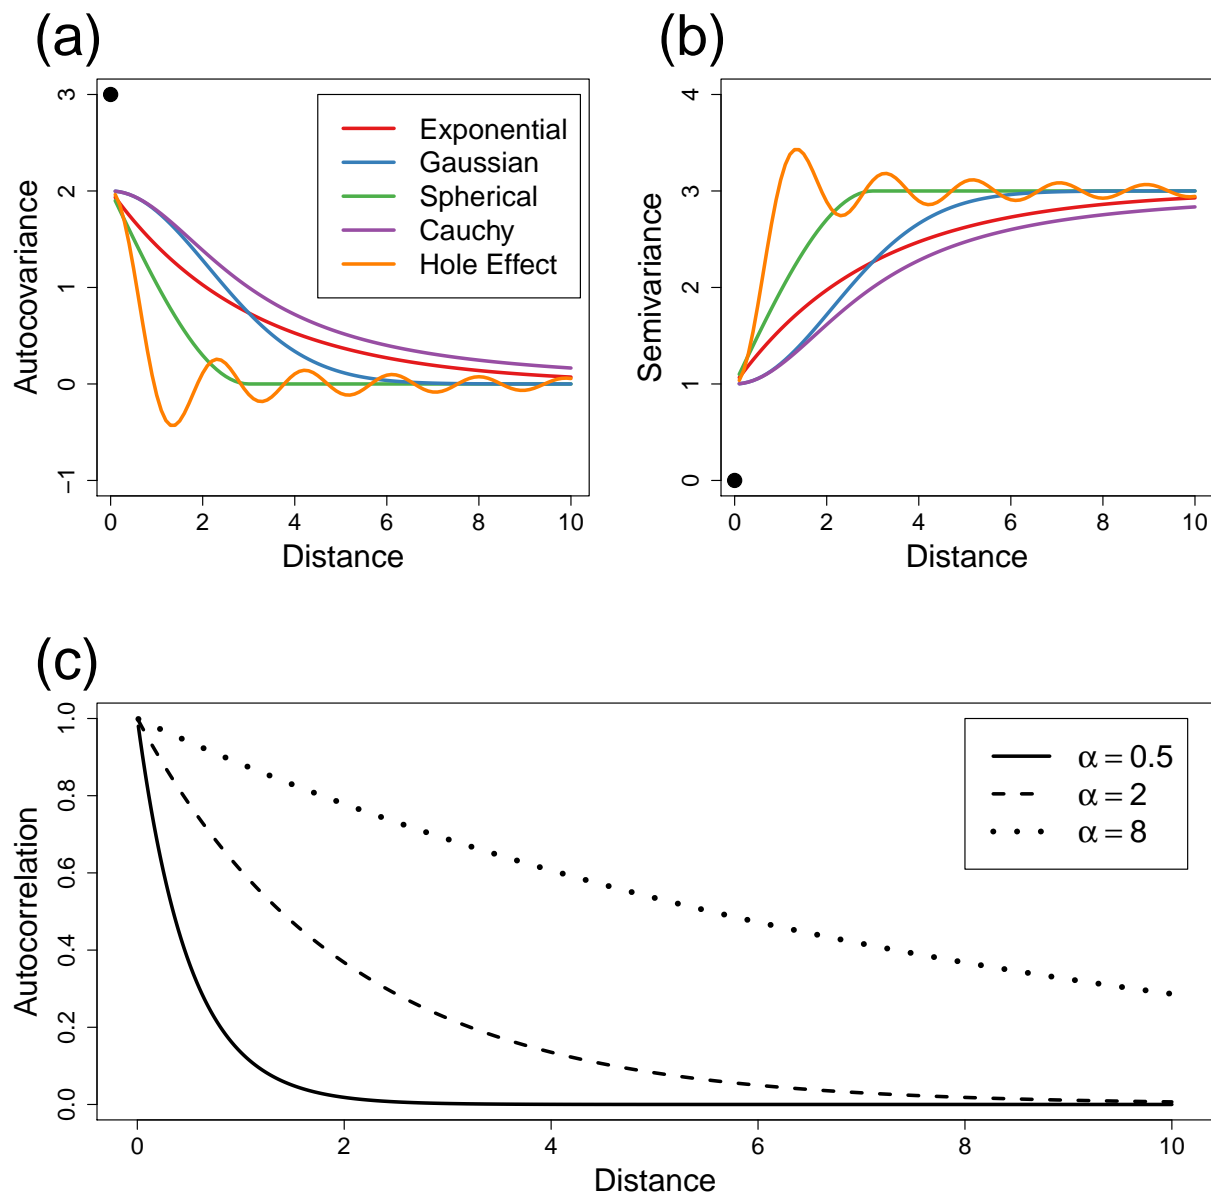 (a)
Autocovariance
3
2
1
0
−1
Exponential
Gaussian
Spherical
Cauchy
Hole Effect
0 2 4 6 8 10
Distance
(b)
Semivariance
4
3
2
1
0
0 2 4 6 8 10
Distance
(c)
Autocorrelation
1.0
0.8
0.6
0.4
0.2
0.0
α = 0.5
α = 2
α = 8
0 2 4 6 8 10
Distance